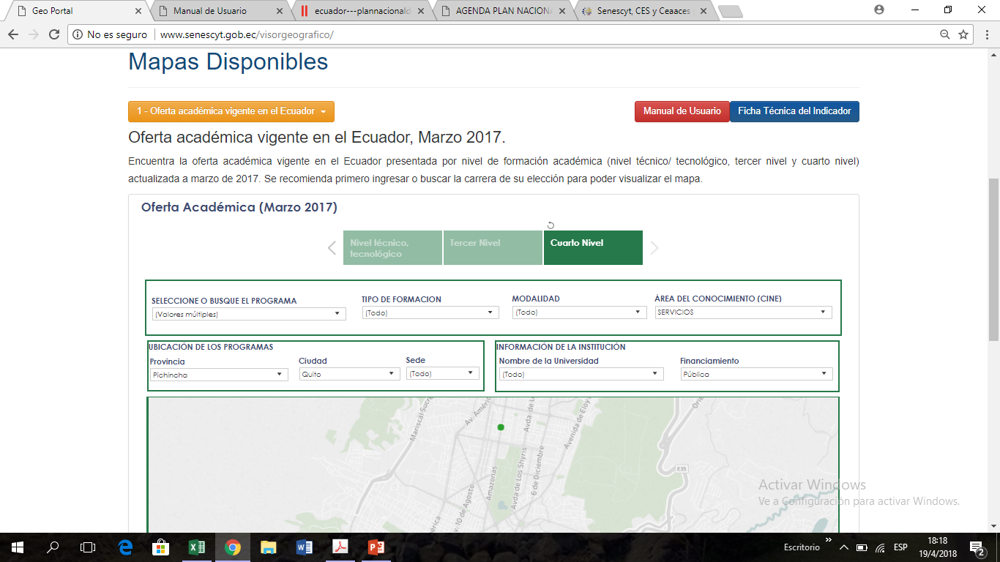 Geo Portal
Manual de Usuario
ecuador---plannacionald
AGENDA PLAN NACIONA
Senescyt, CES y Ceaaces
No es seguro
www.senescyt.gob.ec/visorgeografico/
Mapas Disponibles
1 - Oferta académica vigente en el Ecuador
Manual de Usuario
Ficha Técnica del Indicador
Oferta académica vigente en el Ecuador, Marzo 2017.
Encuentra la oferta académica vigente en el Ecuador presentada por nivel de formación académica (nivel técnico/ tecnológico, tercer nivel y cuarto nivel)
actualizada a marzo de 2017. Se recomienda primero ingresar o buscar la carrera de su elección para poder visualizar el mapa.
Oferta Académica (Marzo 2017)
Nivel técnico,
tecnológico
Tercer Nivel
Cuarto Nivel
SELECCIONE O BUSQUE EL PROGRAMA
TIPO DE FORMACION
MODALIDAD
ÁREA DEL CONOCIMIENTO (CINE)
(Valores múltiples)
(Todo)
(Todo)
SERVICIOS
UBICACIÓN DE LOS PROGRAMAS
INFORMACIÓN DE LA INSTITUCIÓN
Provincia
Ciudad
Sede
Nombre de la Universidad
Financiamiento
Pichincha
Quito
(Todo)
(Todo)
Pública
Mariscal Sucre
Av. Améric
Avda. de L
Avenida de Eloy
Orie
E35
Amazonas
Avda de Los Shyris
6 de Diciembre
v. 10 de Agosto
mérica
Activar Windows
Ve a Configuración para activar Windows.
Escritorio
ESP
18:18
19/4/2018
2